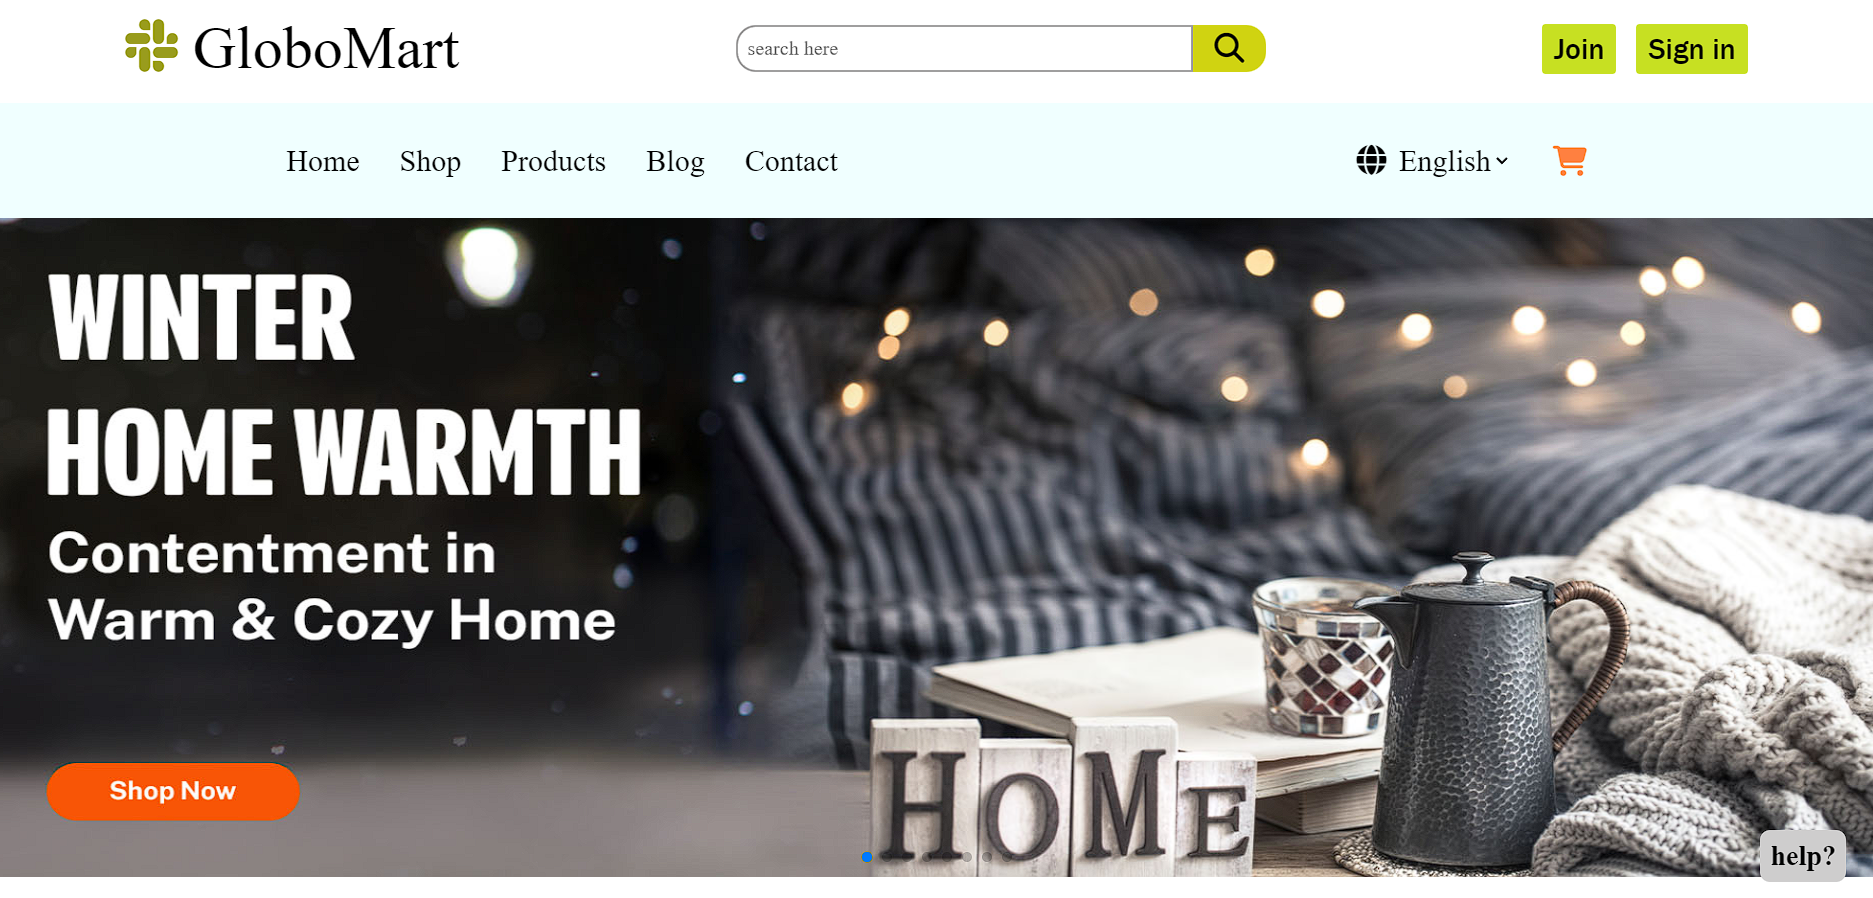 GloboMart
search here
Join
Sign in
Home
Shop
Products
Blog
Contact
English
WINTER
HOME WARMTH
Contentment in
Warm & Cozy Home
Shop Now
HOME
help?